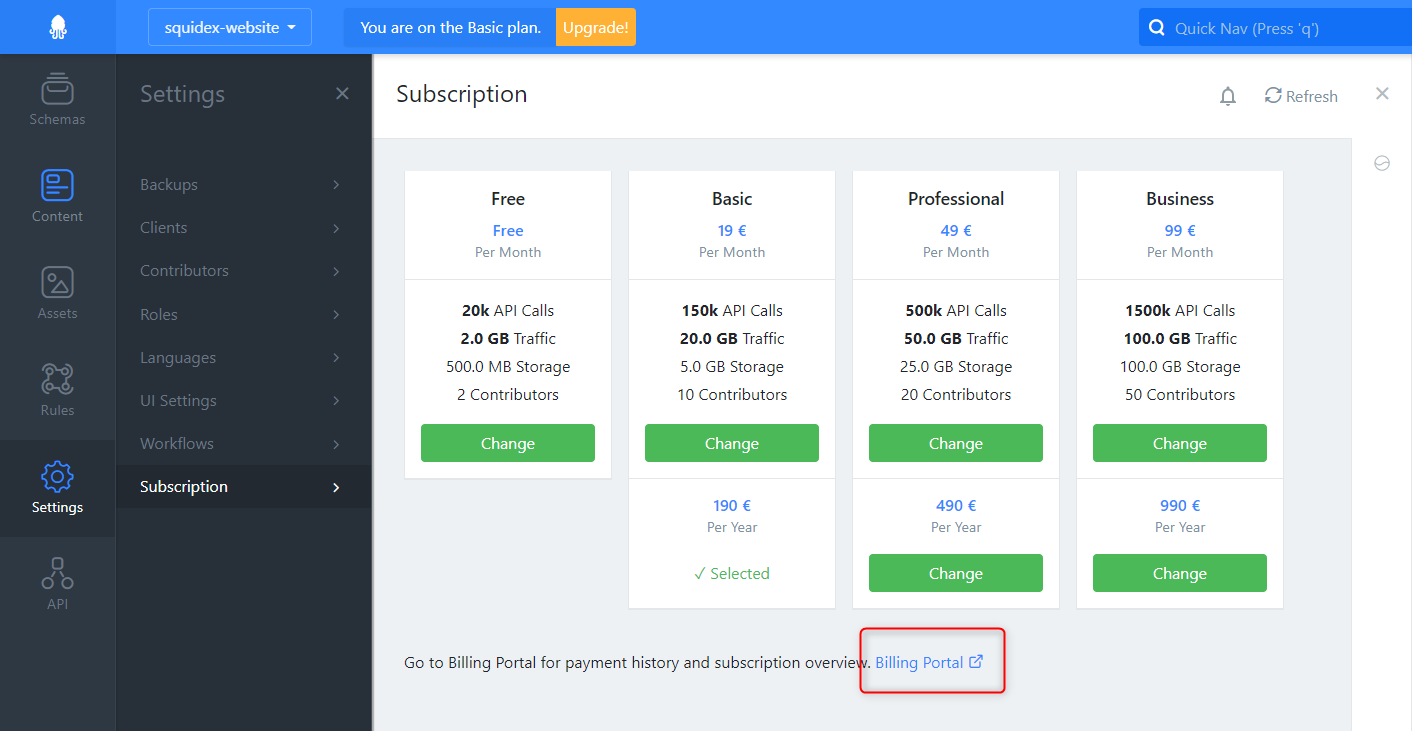 squidex-website
You are on the Basic plan. Upgrade!
Quick Nav (Press 'q')
Schemas
Content
Assets
Rules
Settings
API
Settings
Backups
Clients
Contributors
Roles
Languages
UI Settings
Workflows
Subscription
Subscription
Refresh
Free
Free
Per Month
20k API Calls
2.0 GB Traffic
500.0 MB Storage
2 Contributors
Change
Basic
19 €
Per Month
150k API Calls
20.0 GB Traffic
5.0 GB Storage
10 Contributors
Change
190 €
Per Year
✓ Selected
Professional
49 €
Per Month
500k API Calls
50.0 GB Traffic
25.0 GB Storage
20 Contributors
Change
490 €
Per Year
Change
Business
99 €
Per Month
1500k API Calls
100.0 GB Traffic
100.0 GB Storage
50 Contributors
Change
990 €
Per Year
Change
Go to Billing Portal for payment history and subscription overview. Billing Portal